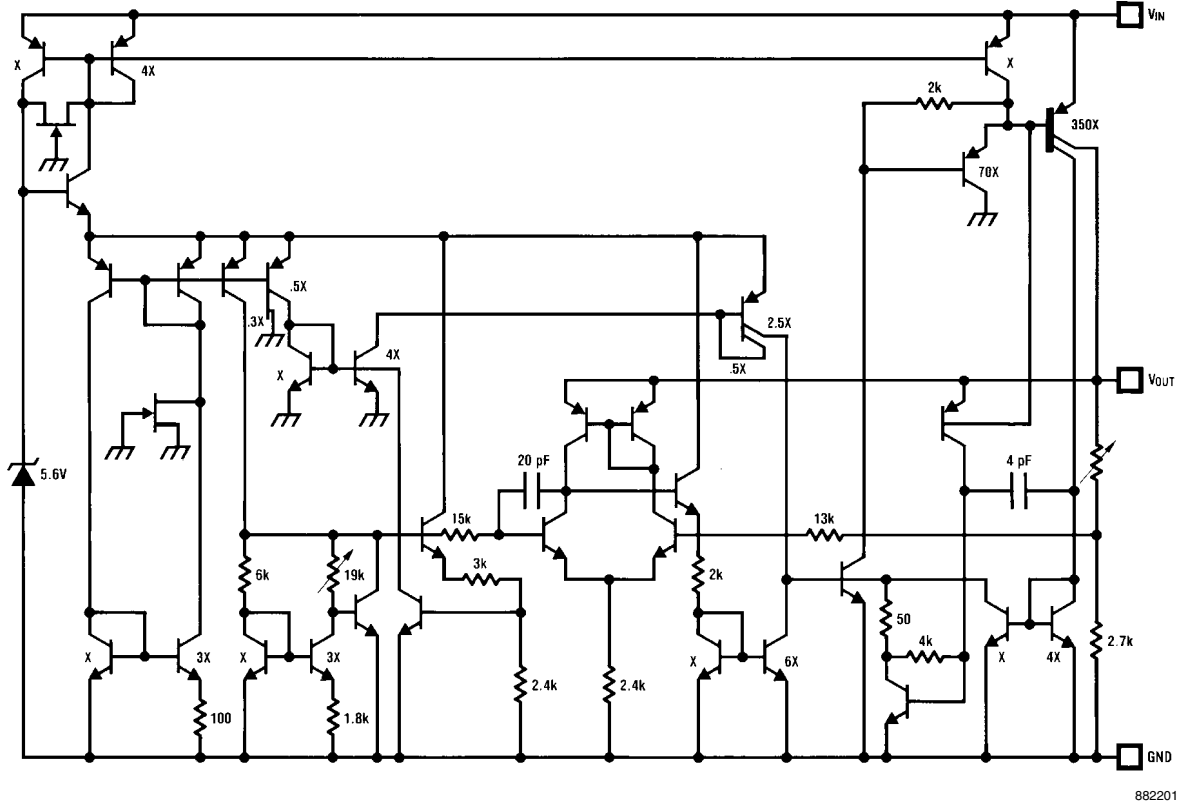 V_IN
X
4X
X
2k
350X
70X
.5X
.3X
2.5X
4X
X
.5X
V_OUT
5.6V
20 pF
4 pF
15k
13k
3k
6k
19k
2k
50
4k
X
3X
X
3X
X
6X
X
4X
2.7k
2.4k
2.4k
100
1.8k
GND
882201